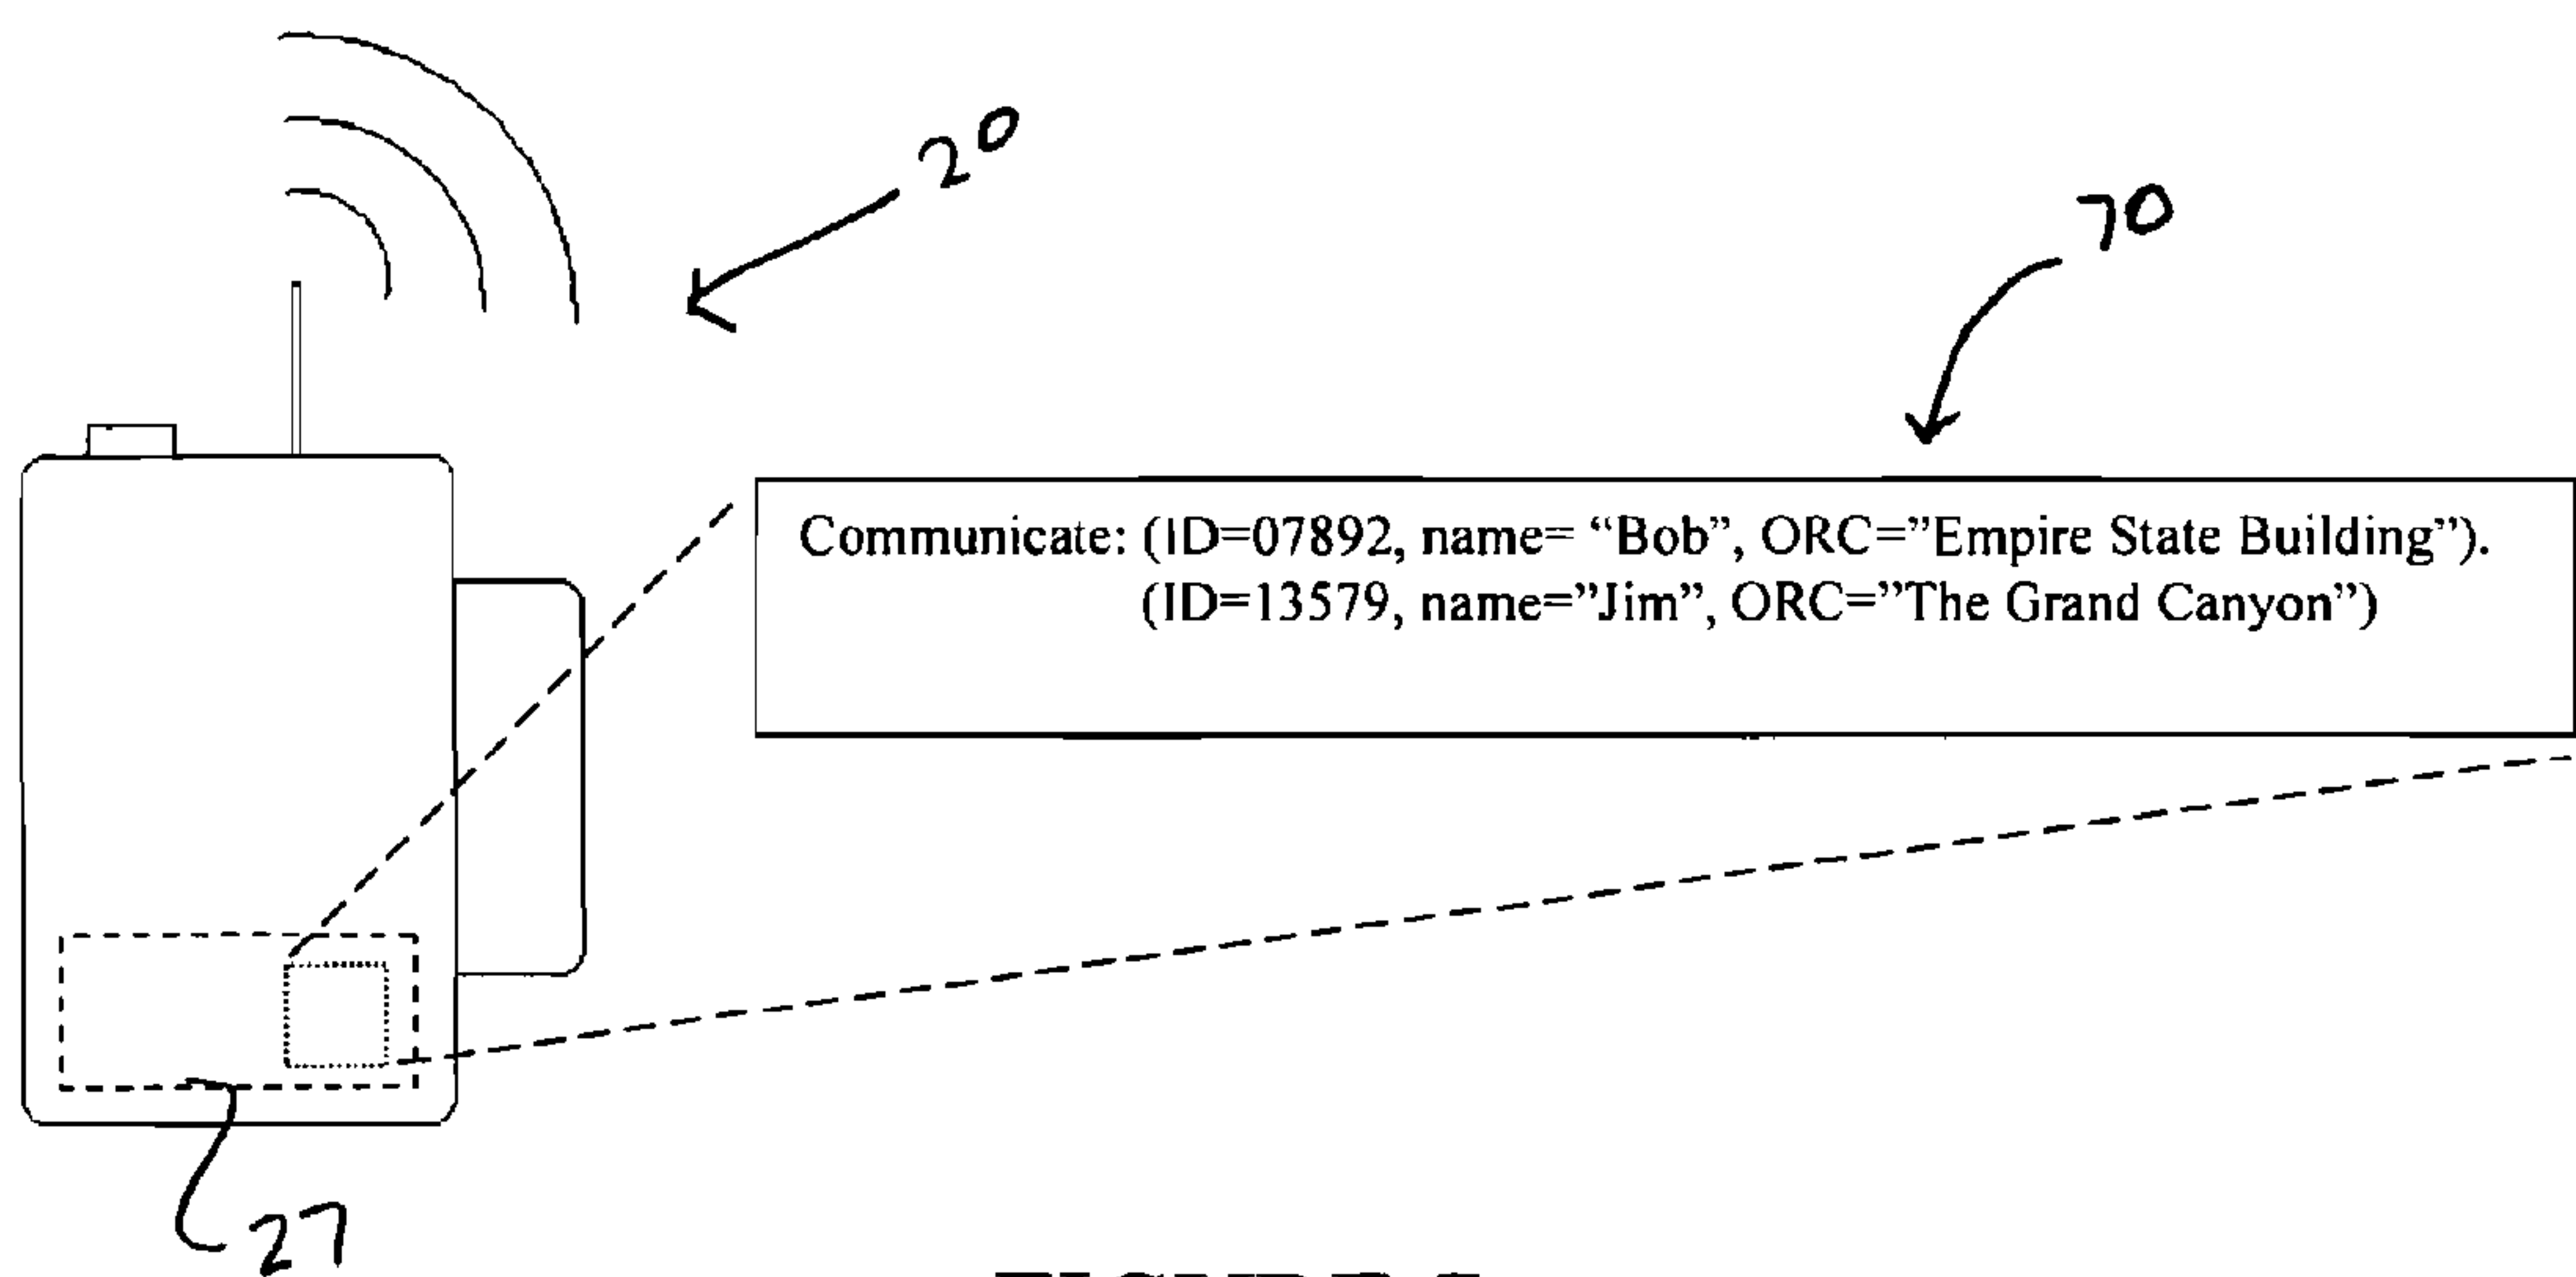 20
70
Communicate: (ID=07892, name= “Bob”, ORC=”Empire State Building”).
(ID=13579, name=”Jim”, ORC=”The Grand Canyon”)
27